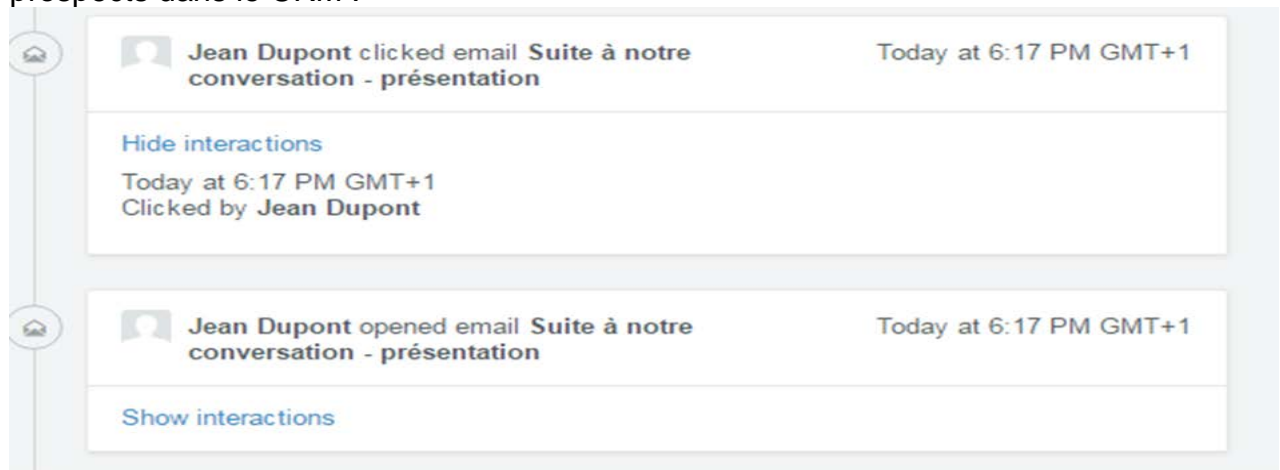 Jean Dupont clicked email Suite à notre Today at 6:17 PM GMT+1
conversation - présentation
Hide interactions
Today at 6:17 PM GMT+1
Clicked by Jean Dupont
Jean Dupont opened email Suite à notre Today at 6:17 PM GMT+1
conversation - présentation
Show interactions